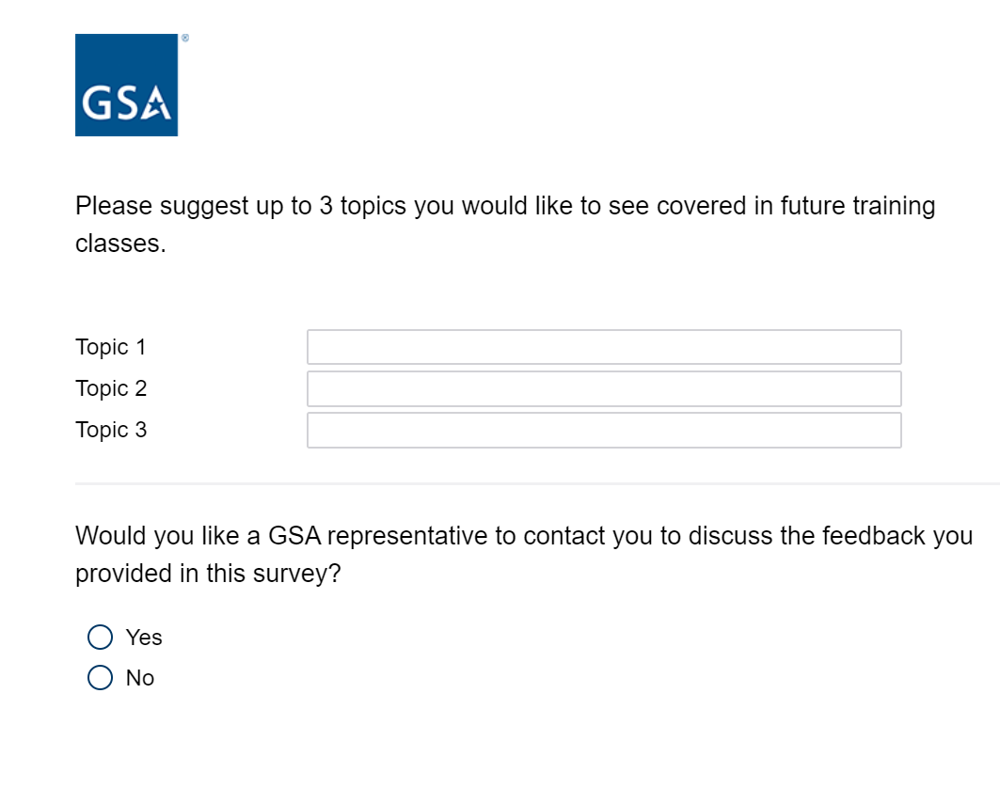 GSA®
Please suggest up to 3 topics you would like to see covered in future training
classes.
Topic 1
Topic 2
Topic 3
Would you like a GSA representative to contact you to discuss the feedback you
provided in this survey?
Yes
No